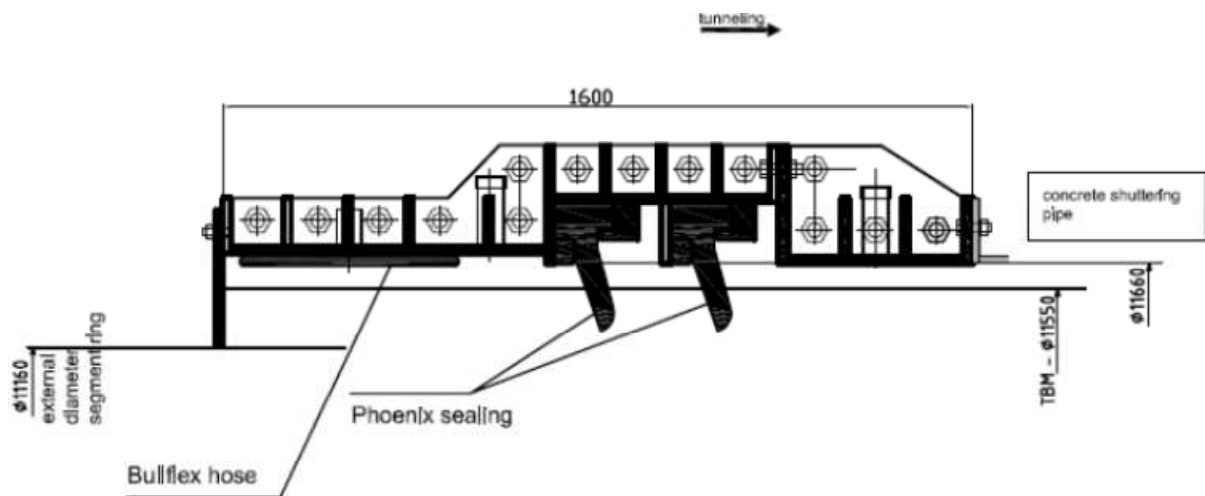 tunnelling
1600
concrete shuttering
pipe
ø11660
TBM - ø11550
ø11160
external
diameter
segment ring
Phoenix sealing
Bullflex hose